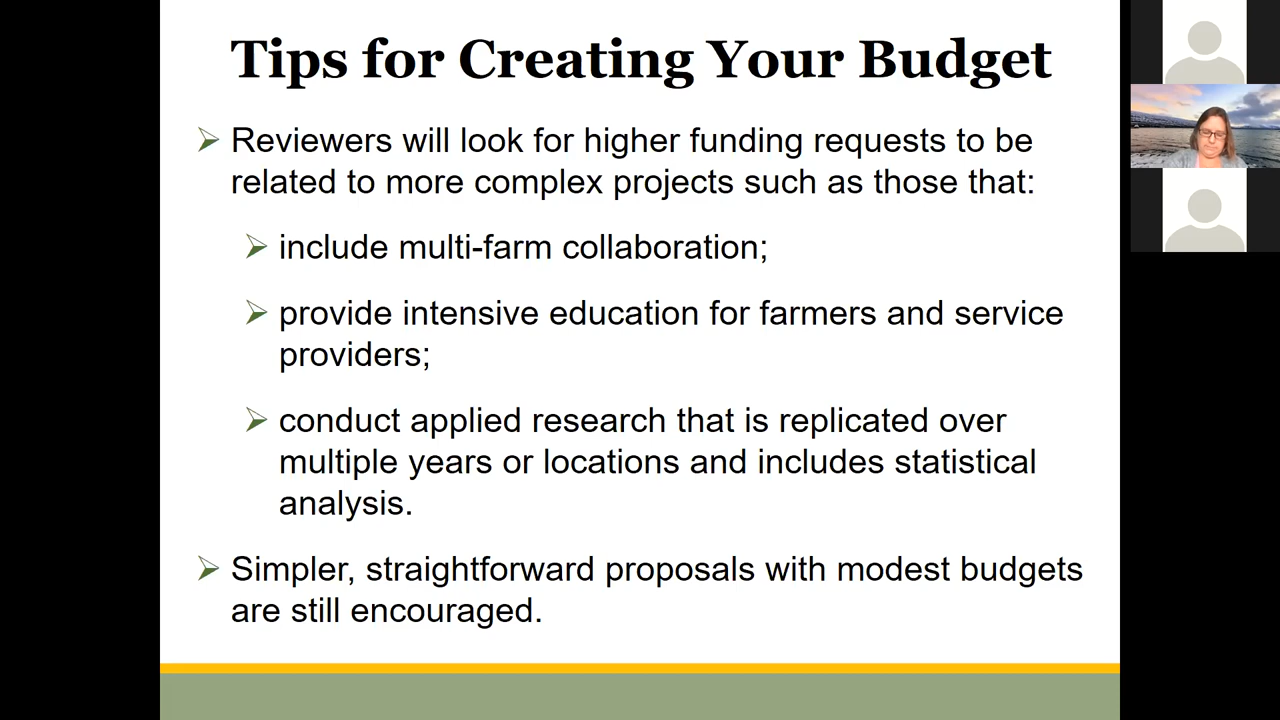 Tips for Creating Your Budget
Reviewers will look for higher funding requests to be
related to more complex projects such as those that:
include multi-farm collaboration;
provide intensive education for farmers and service
providers;
conduct applied research that is replicated over
multiple years or locations and includes statistical
analysis.
Simpler, straightforward proposals with modest budgets
are still encouraged.